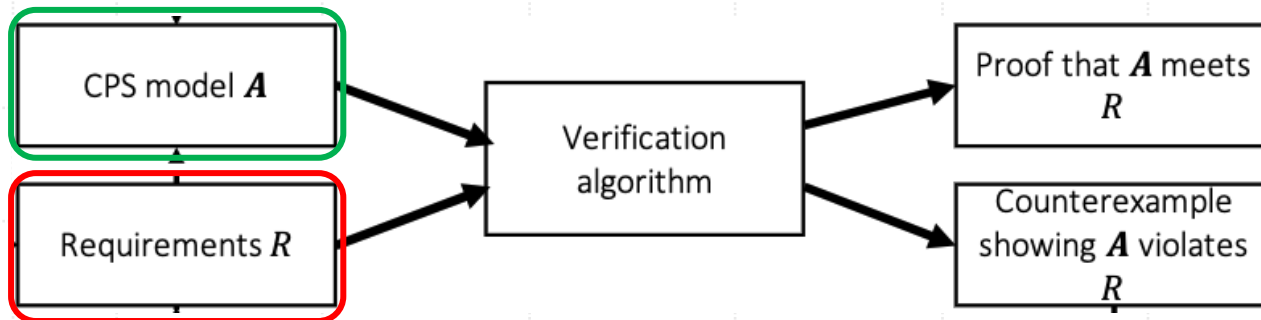 CPS model A
Requirements R
Verification
algorithm
Proof that A meets
R
Counterexample
showing A violates
R